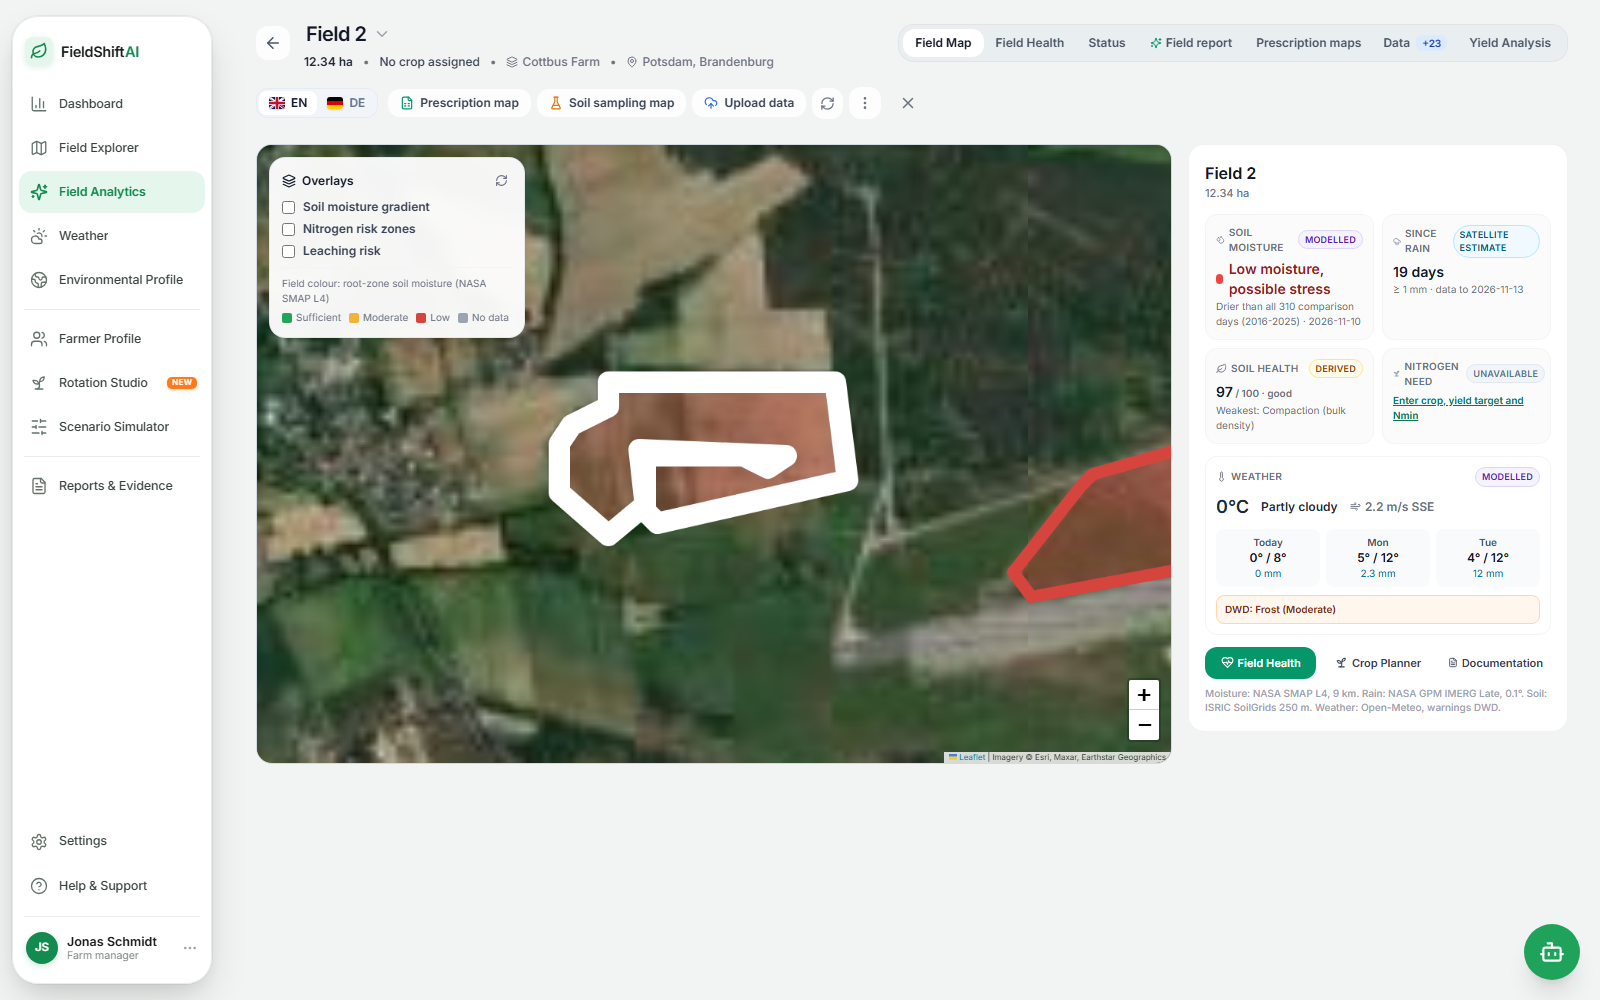 FieldShiftAI
Dashboard
Field Explorer
Field Analytics
Weather
Environmental Profile
Farmer Profile
Rotation Studio NEW
Scenario Simulator
Reports & Evidence
Settings
Help & Support
JS
Jonas Schmidt
Farm manager
Field 2
12.34 ha • No crop assigned • Cottbus Farm • Potsdam, Brandenburg
Field Map Field Health Status Field report Prescription maps Data +23 Yield Analysis
EN DE Prescription map Soil sampling map Upload data
Overlays
Soil moisture gradient
Nitrogen risk zones
Leaching risk
Field colour: root-zone soil moisture (NASA
SMAP L4)
Sufficient Moderate Low No data
+
−
Leaflet | Imagery © Esri, Maxar, Earthstar Geographics
Field 2
12.34 ha
SOIL
MOISTURE
MODELLED
Low moisture,
possible stress
Drier than all 310 comparison
days (2016-2025) · 2026-11-10
SINCE
RAIN
SATELLITE
ESTIMATE
19 days
≥ 1 mm · data to 2026-11-13
SOIL HEALTH DERIVED
97 / 100 · good
Weakest: Compaction (bulk
density)
NITROGEN
NEED
UNAVAILABLE
Enter crop, yield target and
Nmin
WEATHER MODELLED
0°C Partly cloudy 2.2 m/s SSE
Today Mon Tue
0° / 8° 5° / 12° 4° / 12°
0 mm 2.3 mm 12 mm
DWD: Frost (Moderate)
Field Health Crop Planner Documentation
Moisture: NASA SMAP L4, 9 km. Rain: NASA GPM IMERG Late, 0.1°. Soil:
ISRIC SoilGrids 250 m. Weather: Open-Meteo, warnings DWD.